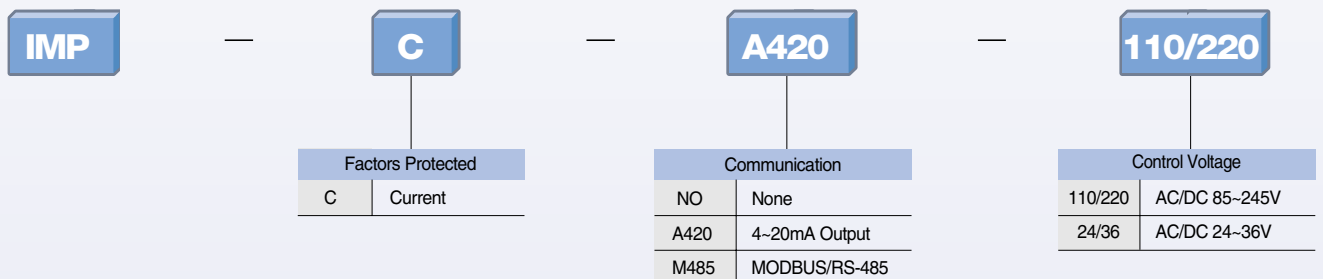 IMP — C — A420 — 110/220
Factors Protected
C Current
Communication
NO None
A420 4~20mA Output
M485 MODBUS/RS-485
Control Voltage
110/220 AC/DC 85~245V
24/36 AC/DC 24~36V